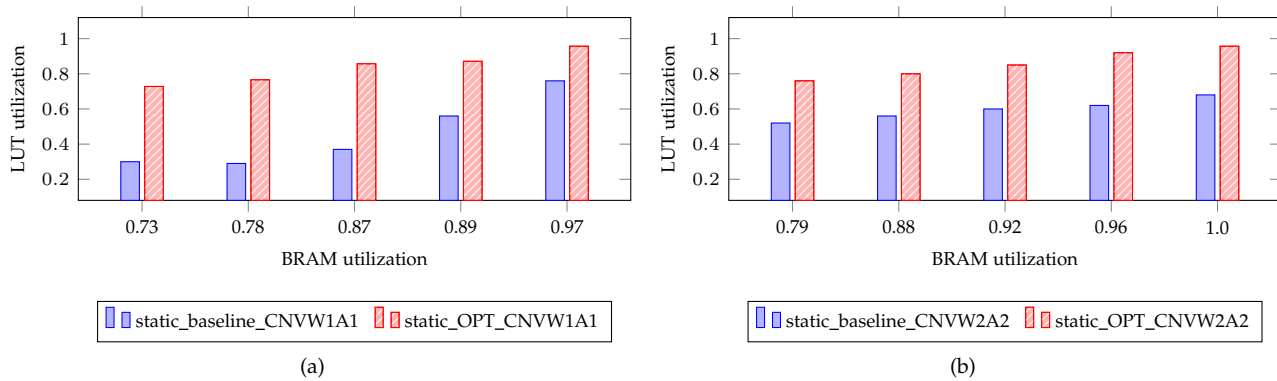 1
0.8
0.6
0.4
0.2
LUT utilization
0.73 0.78 0.87 0.89 0.97
BRAM utilization
static_baseline_CNVW1A1 static_OPT_CNVW1A1
(a)
1
0.8
0.6
0.4
0.2
LUT utilization
0.79 0.88 0.92 0.96 1.0
BRAM utilization
static_baseline_CNVW2A2 static_OPT_CNVW2A2
(b)